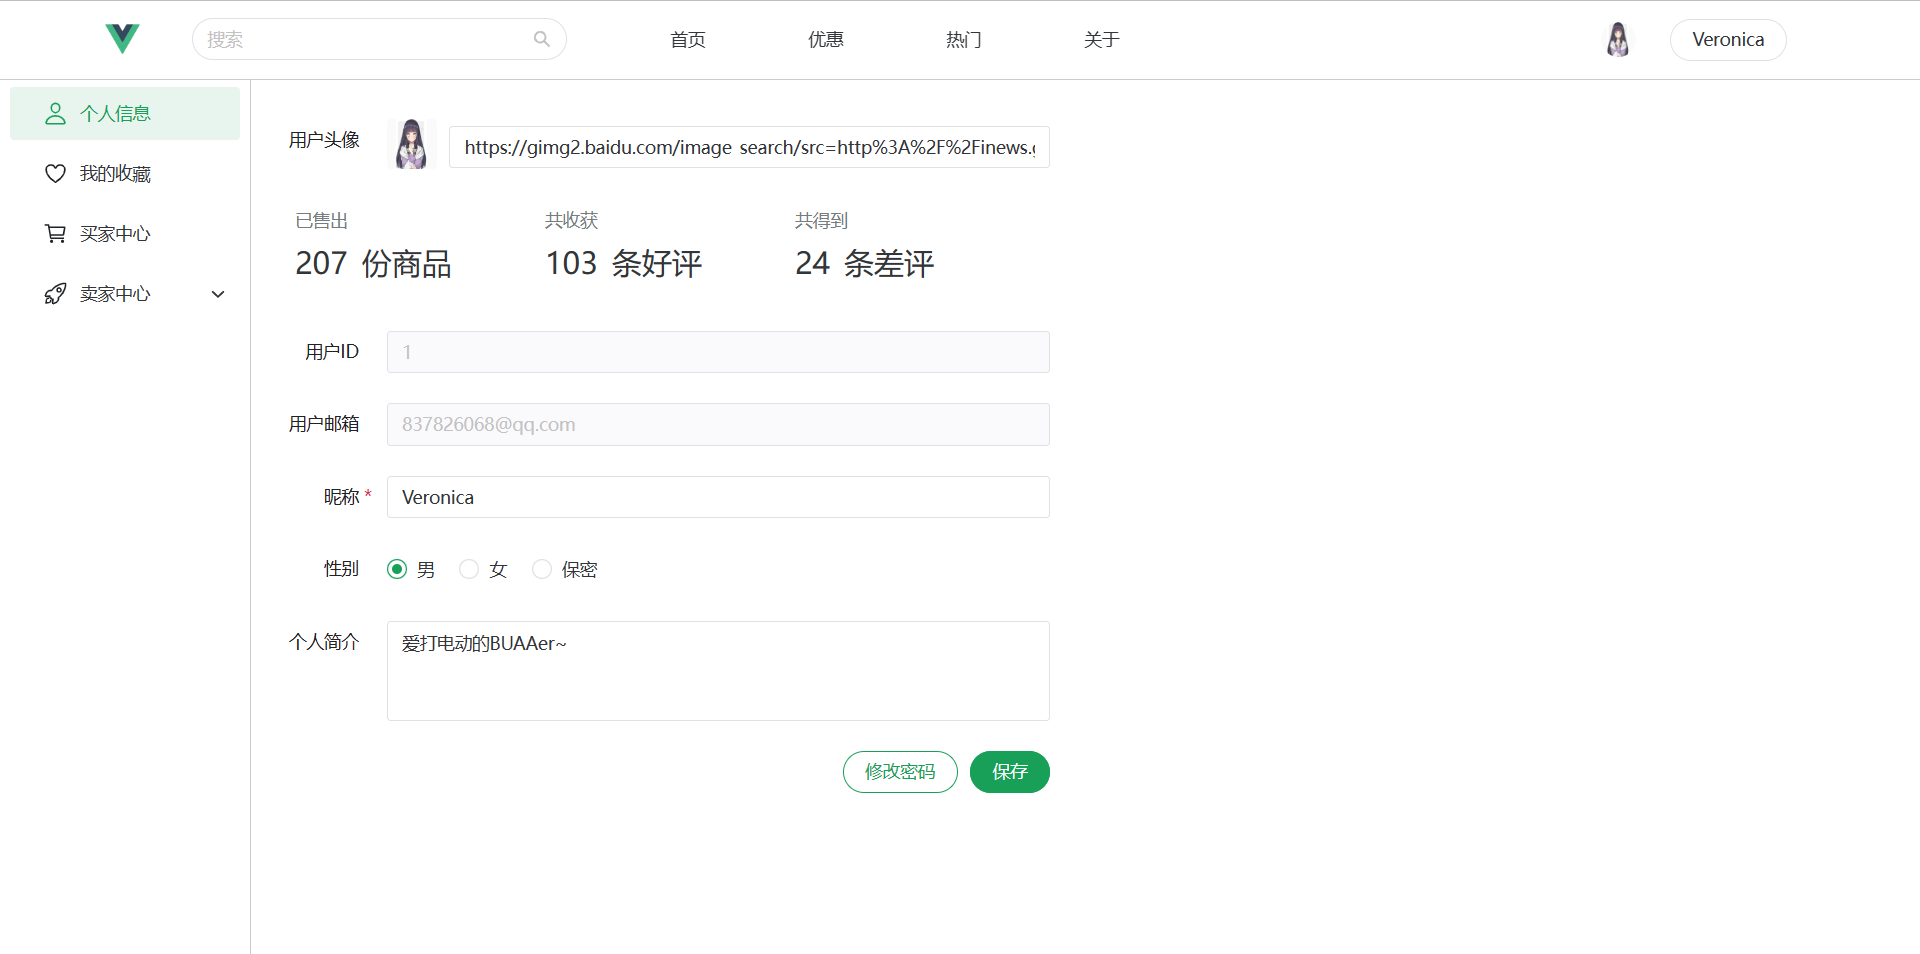 搜索
首页
优惠
热门
关于
Veronica
个人信息
我的收藏
买家中心
卖家中心
用户头像
https://gimg2.baidu.com/image_search/src=http%3A%2F%2Finews.g
已售出
207 份商品
共收获
103 条好评
共得到
24 条差评
用户ID
1
用户邮箱
837826068@qq.com
昵称 *
Veronica
性别
男
女
保密
个人简介
爱打电动的BUAAer~
修改密码
保存